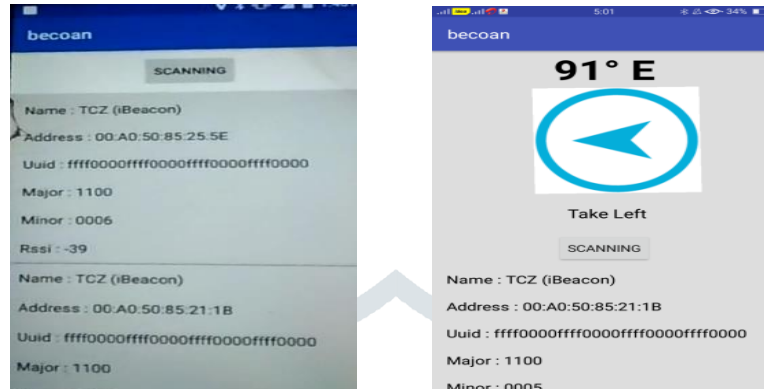 becoan
SCANNING
Name : TCZ (iBeacon)
Address : 00:A0:50:85:25:5E
Uuid : ffff0000ffff0000ffff0000ffff0000
Major : 1100
Minor : 0006
Rssi : -39
Name : TCZ (iBeacon)
Address : 00:A0:50:85:21:1B
Uuid : ffff0000ffff0000ffff0000ffff0000
Major : 1100
5:01
34%
becoan
91° E
Take Left
SCANNING
Name : TCZ (iBeacon)
Address : 00:A0:50:85:21:1B
Uuid : ffff0000ffff0000ffff0000ffff0000
Major : 1100
Minor : 0005